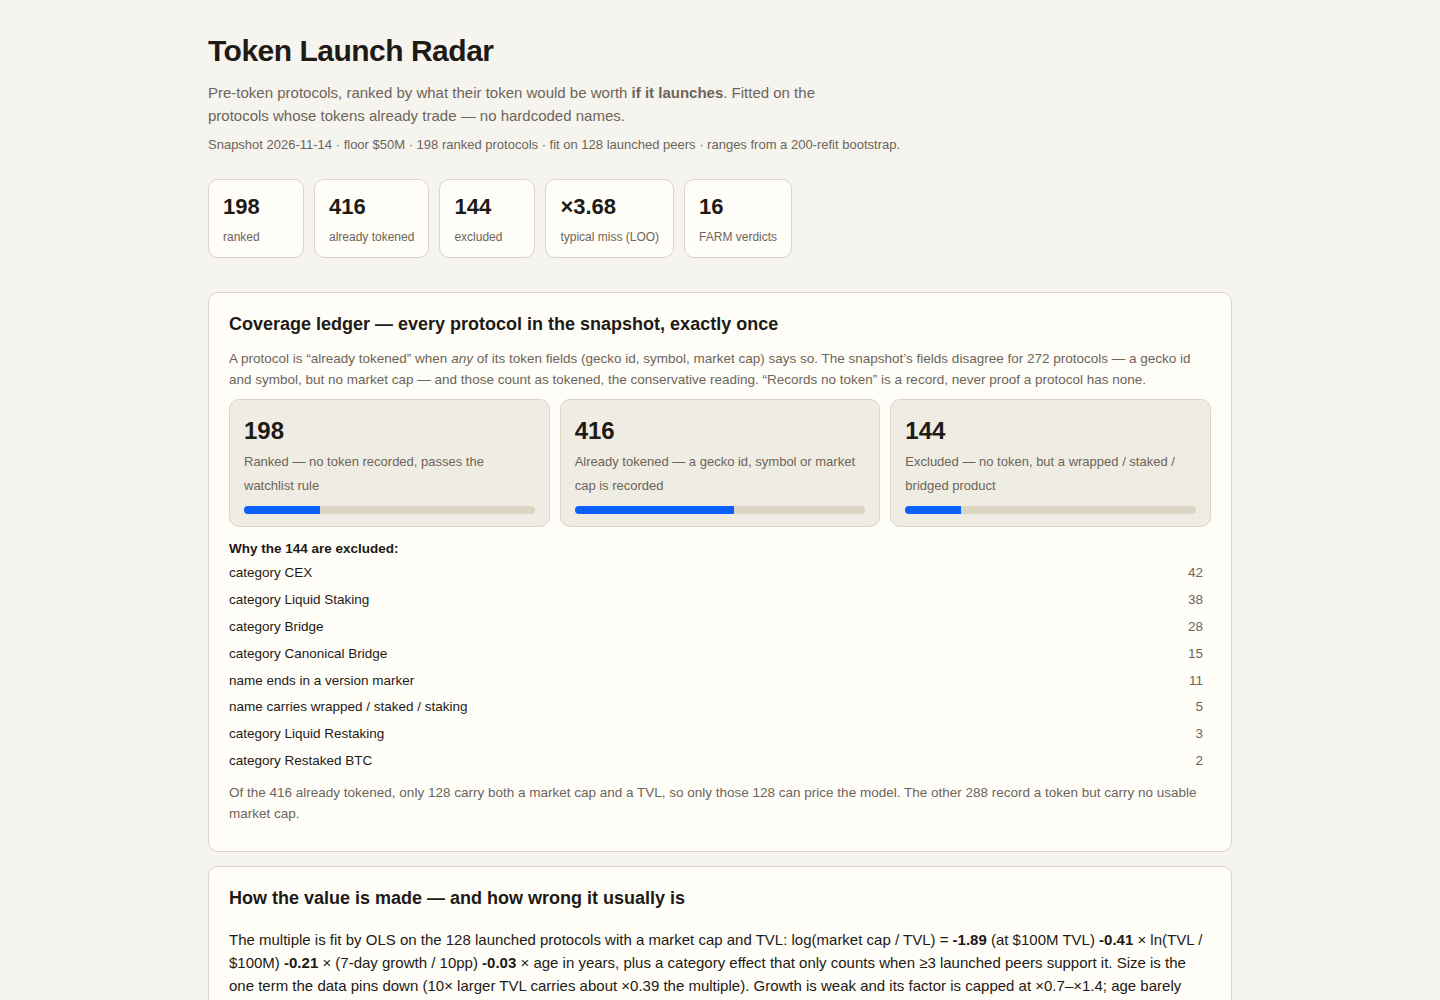 Token Launch Radar
Pre-token protocols, ranked by what their token would be worth if it launches. Fitted on the
protocols whose tokens already trade — no hardcoded names.
Snapshot 2026-11-14 · floor $50M · 198 ranked protocols · fit on 128 launched peers · ranges from a 200-refit bootstrap.
198
ranked
416
already tokened
144
excluded
×3.68
typical miss (LOO)
16
FARM verdicts
Coverage ledger — every protocol in the snapshot, exactly once
A protocol is “already tokened” when any of its token fields (gecko id, symbol, market cap) says so. The snapshot’s fields disagree for 272 protocols — a gecko id
and symbol, but no market cap — and those count as tokened, the conservative reading. “Records no token” is a record, never proof a protocol has none.
198
Ranked — no token recorded, passes the
watchlist rule
416
Already tokened — a gecko id, symbol or market
cap is recorded
144
Excluded — no token, but a wrapped / staked /
bridged product
Why the 144 are excluded:
category CEX 42
category Liquid Staking 38
category Bridge 28
category Canonical Bridge 15
name ends in a version marker 11
name carries wrapped / staked / staking 5
category Liquid Restaking 3
category Restaked BTC 2
Of the 416 already tokened, only 128 carry both a market cap and a TVL, so only those 128 can price the model. The other 288 record a token but carry no usable
market cap.
How the value is made — and how wrong it usually is
The multiple is fit by OLS on the 128 launched protocols with a market cap and TVL: log(market cap / TVL) = -1.89 (at $100M TVL) -0.41 × ln(TVL /
$100M) -0.21 × (7-day growth / 10pp) -0.03 × age in years, plus a category effect that only counts when ≥3 launched peers support it. Size is the
one term the data pins down (10× larger TVL carries about ×0.39 the multiple). Growth is weak and its factor is capped at ×0.7–×1.4; age barely